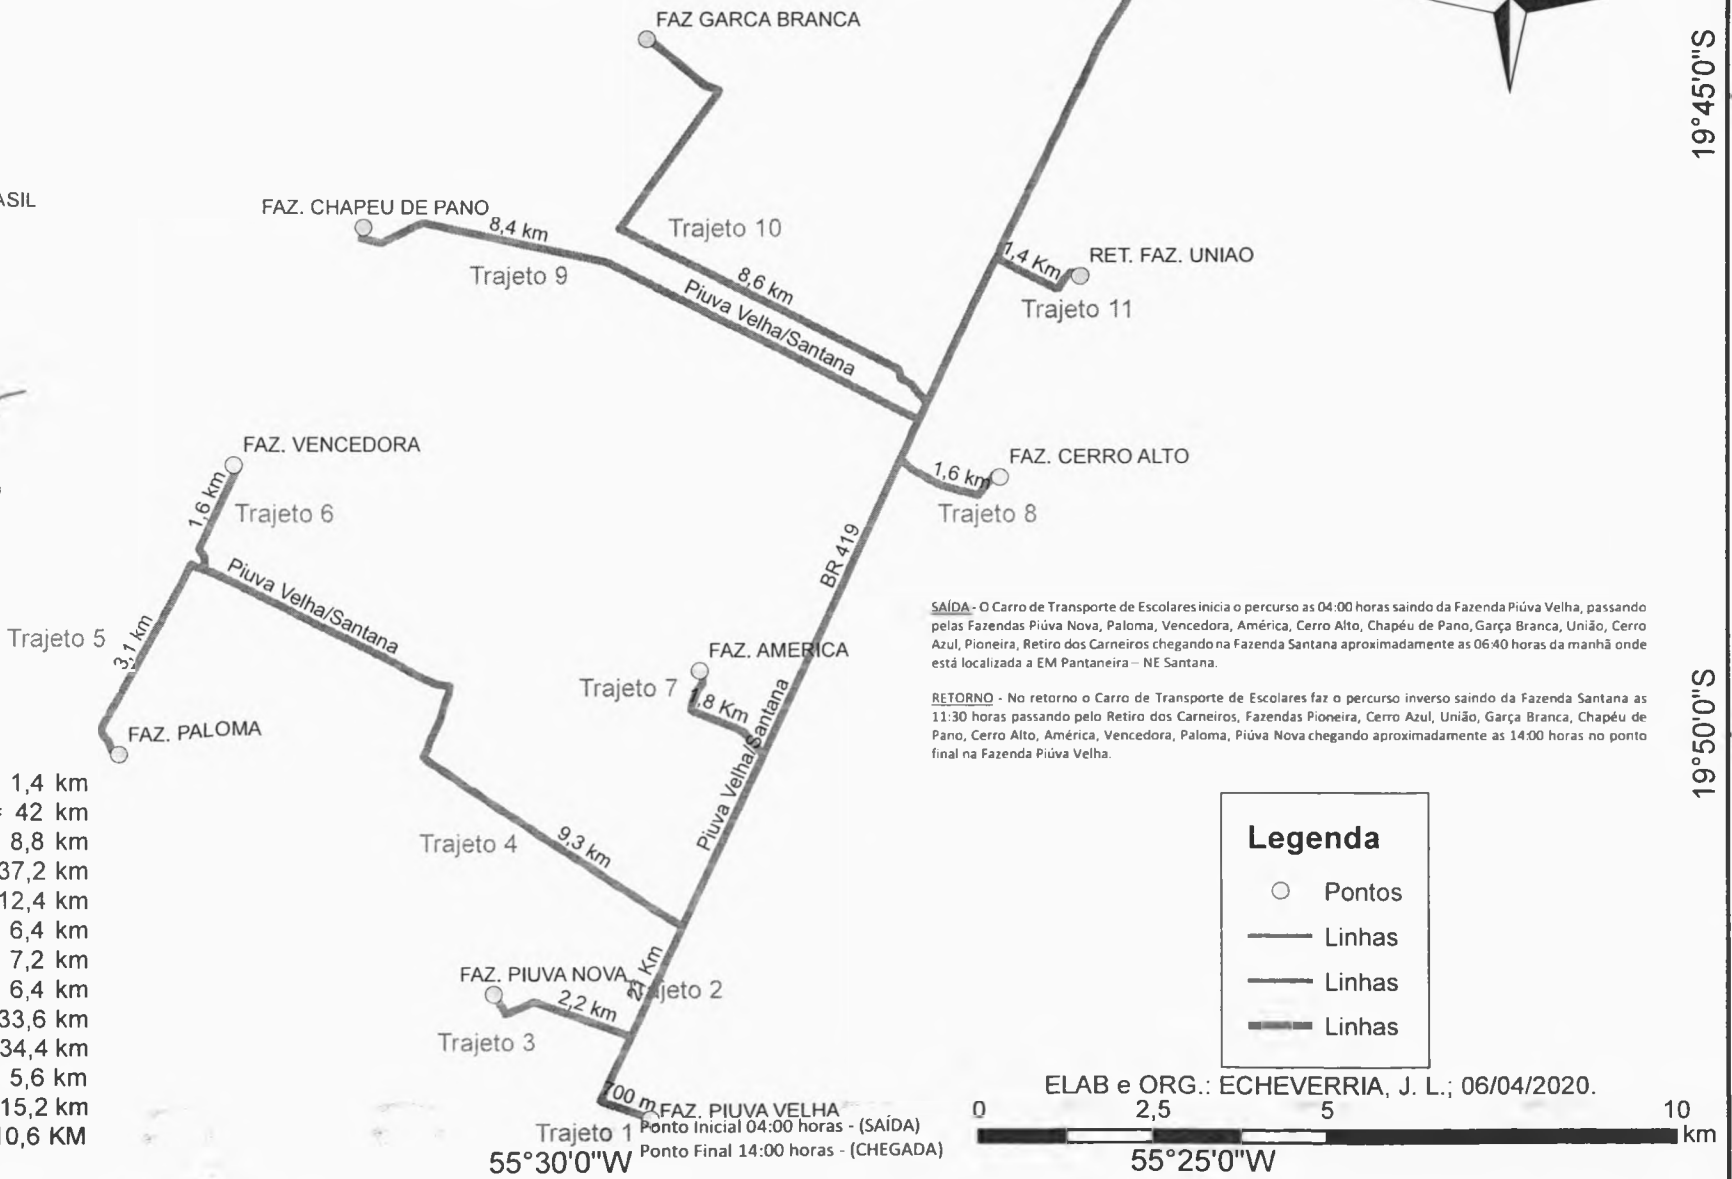 FAZ GARCA BRANCA
19°45'0"S
ASIL
FAZ. CHAPEU DE PANO
8,4 km
Trajeto 10
Trajeto 9
8,6 km
Piuva Velha/Santana
1,4 Km
RET. FAZ. UNIAO
Trajeto 11
FAZ. VENCEDORA
1,6 km
Trajeto 6
FAZ. CERRO ALTO
1,6 km
Trajeto 8
BR 419
Piuva Velha/Santana
Trajeto 5
3,1 km
FAZ. PALOMA
FAZ. AMERICA
Trajeto 7
1,8 Km
Piuva Velha/Santana
SAÍDA - O Carro de Transporte de Escolares inicia o percurso as 04:00 horas saindo da Fazenda Piúva Velha, passando
pelas Fazendas Piúva Nova, Paloma, Vencedora, América, Cerro Alto, Chapéu de Pano, Garça Branca, União, Cerro
Azul, Pioneira, Retiro dos Carneiros chegando na Fazenda Santana aproximadamente as 06:40 horas da manhã onde
está localizada a EM Pantaneira – NE Santana.
RETORNO - No retorno o Carro de Transporte de Escolares faz o percurso inverso saindo da Fazenda Santana as
11:30 horas passando pelo Retiro dos Carneiros, Fazendas Pioneira, Cerro Azul, União, Garça Branca, Chapéu de
Pano, Cerro Alto, América, Vencedora, Paloma, Piúva Nova chegando aproximadamente as 14:00 horas no ponto
final na Fazenda Piúva Velha.
19°50'0"S
Trajeto 4
9,3 km
1,4 km
= 42 km
8,8 km
37,2 km
12,4 km
6,4 km
7,2 km
6,4 km
33,6 km
34,4 km
5,6 km
15,2 km
10,6 KM
FAZ. PIUVA NOVA
2,2 km
21 Km
Trajeto 2
Trajeto 3
700 m
FAZ. PIUVA VELHA
Trajeto 1
Ponto Inicial 04:00 horas - (SAÍDA)
Ponto Final 14:00 horas - (CHEGADA)
55°30'0"W
Legenda
Pontos
Linhas
Linhas
Linhas
ELAB e ORG.: ECHEVERRIA, J. L.; 06/04/2020.
0 2,5 5 10
km
55°25'0"W